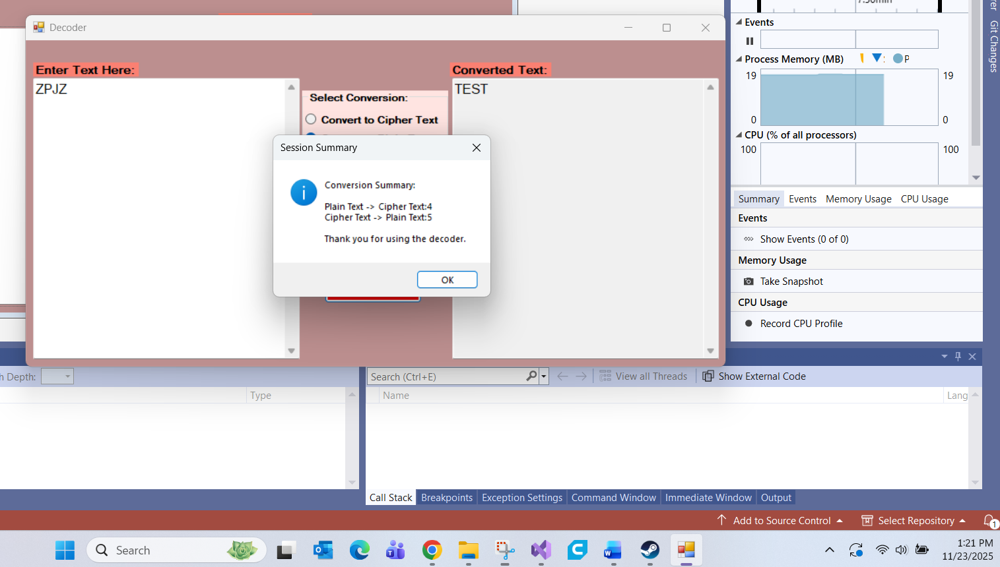 Decoder
Enter Text Here:
ZPJZ
Select Conversion:
Convert to Cipher Text
Converted Text:
TEST
Session Summary
Conversion Summary:
Plain Text -> Cipher Text:4
Cipher Text -> Plain Text:5
Thank you for using the decoder.
OK
Events
Process Memory (MB)
P
19
19
0
0
CPU (% of all processors)
100
100
Summary
Events
Memory Usage
CPU Usage
Events
Show Events (0 of 0)
Memory Usage
Take Snapshot
CPU Usage
Record CPU Profile
Git Changes
Depth:
Type
Search (Ctrl+E)
View all Threads
Show External Code
Name
Lang
Call Stack
Breakpoints
Exception Settings
Command Window
Immediate Window
Output
Add to Source Control
Select Repository
1
Search
1:21 PM
11/23/2025